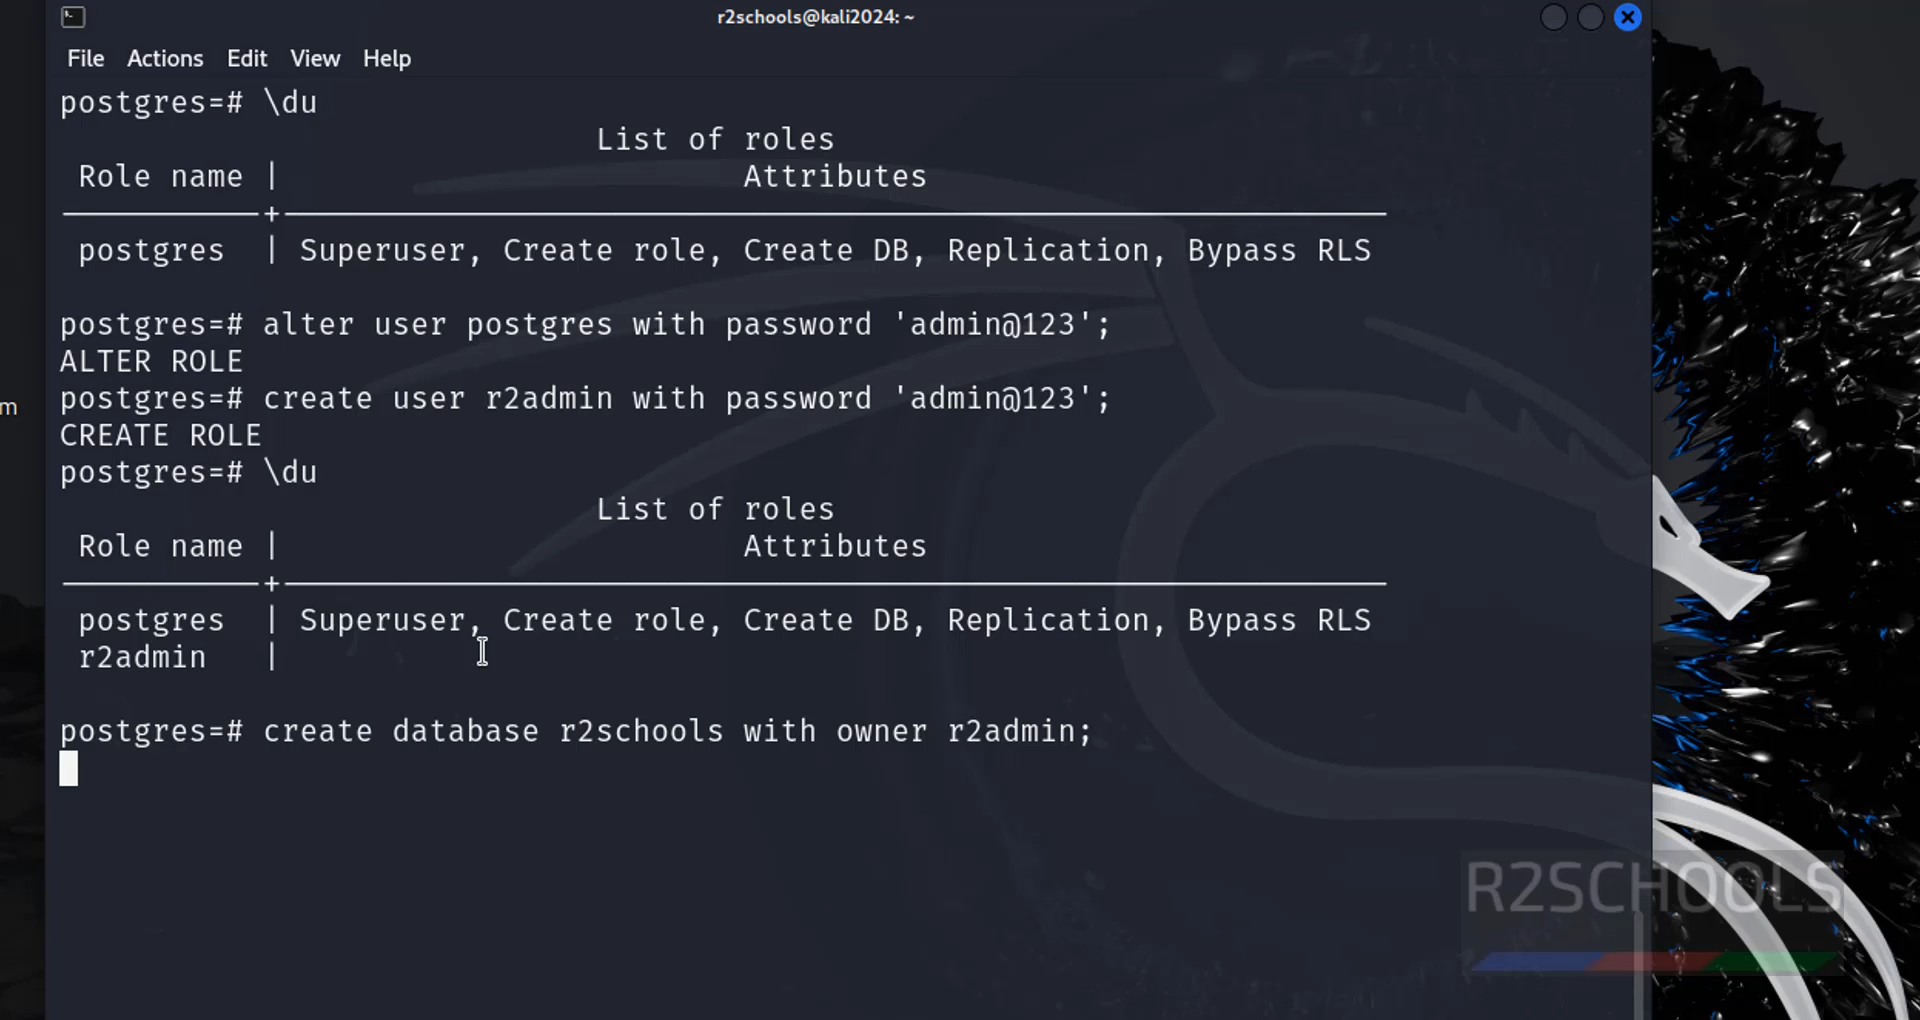 r2schools@kali2024: ~
File Actions Edit View Help
postgres=# \du
List of roles
Role name | Attributes
postgres | Superuser, Create role, Create DB, Replication, Bypass RLS
postgres=# alter user postgres with password 'admin@123';
ALTER ROLE
postgres=# create user r2admin with password 'admin@123';
CREATE ROLE
postgres=# \du
List of roles
Role name | Attributes
postgres | Superuser, Create role, Create DB, Replication, Bypass RLS
r2admin |
postgres=# create database r2schools with owner r2admin;
m
R2SCHOOLS